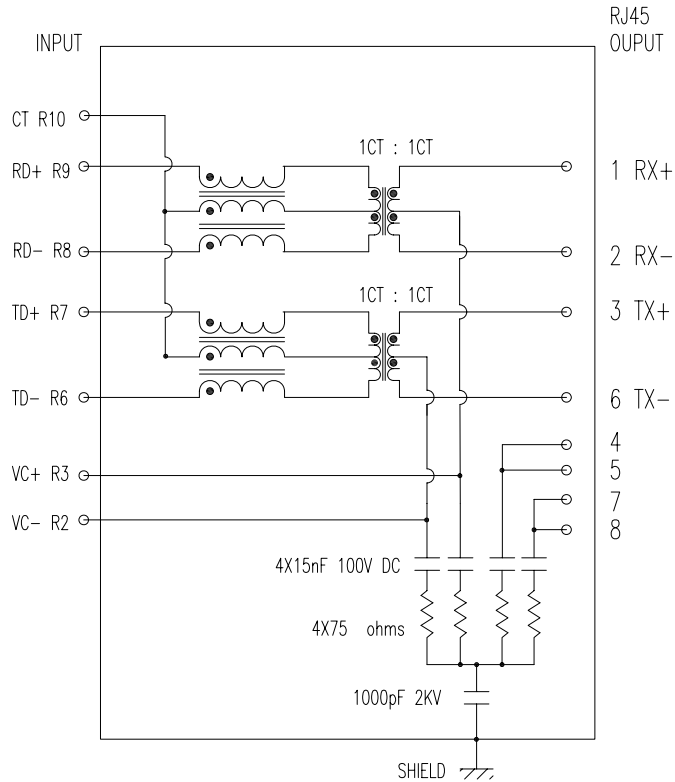 RJ45
INPUT OUPUT
CT R10
1CT : 1CT
RD+ R9 1 RX+
RD- R8 2 RX-
TD+ R7 1CT : 1CT 3 TX+
TD- R6 6 TX-
4
VC+ R3 5
7
VC- R2 8
4X15nF 100V DC
4X75 ohms
1000pF 2KV
SHIELD